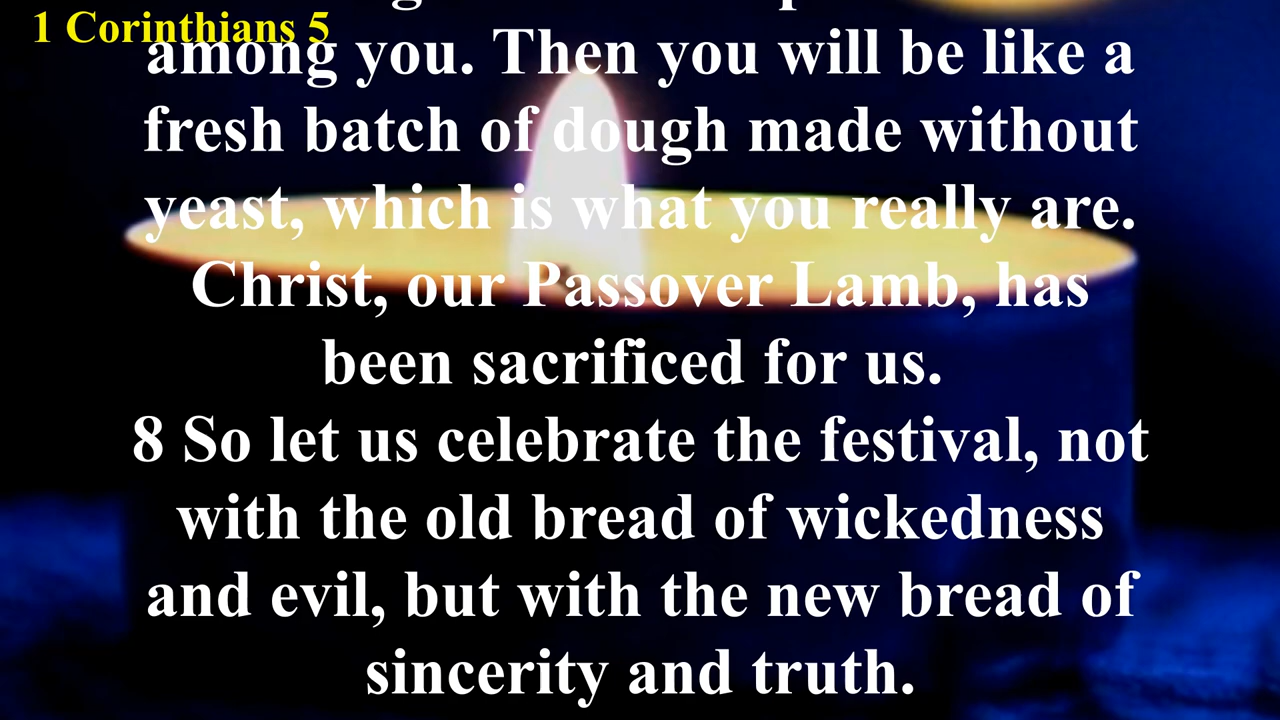 1 Corinthians 5
among you. Then you will be like a
fresh batch of dough made without
yeast, which is what you really are.
Christ, our Passover Lamb, has
been sacrificed for us.
8 So let us celebrate the festival, not
with the old bread of wickedness
and evil, but with the new bread of
sincerity and truth.